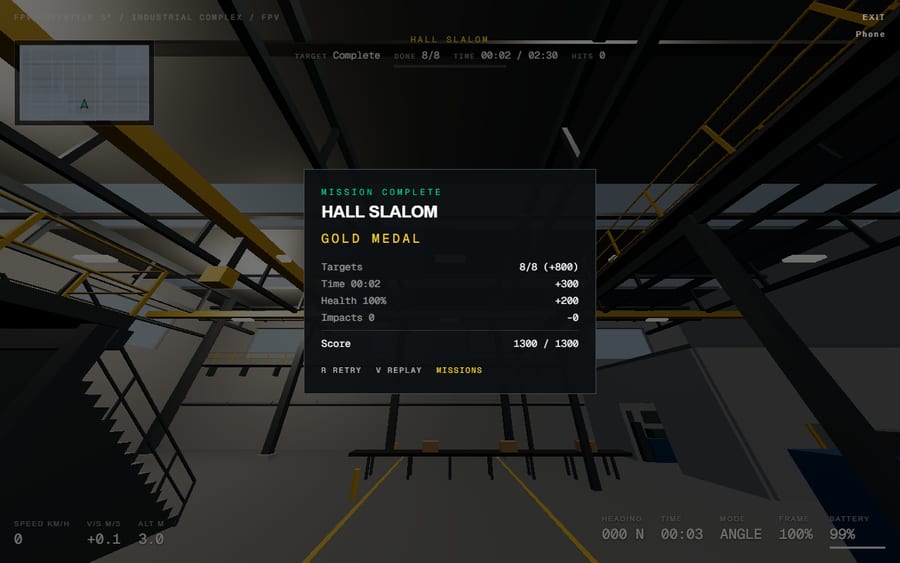 EXIT
Phone
HALL SLALOM
TARGET Complete DONE 8/8 TIME 00:02 / 02:30 HITS 0
MISSION COMPLETE
HALL SLALOM
GOLD MEDAL
Targets 8/8 (+800)
Time 00:02 +300
Health 100% +200
Impacts 0 -0
Score 1300 / 1300
R RETRY V REPLAY MISSIONS
SPEED KM/H V/S M/S ALT M
0 +0.1 3.0
HEADING TIME MODE FRAME BATTERY
000 N 00:03 ANGLE 100% 99%